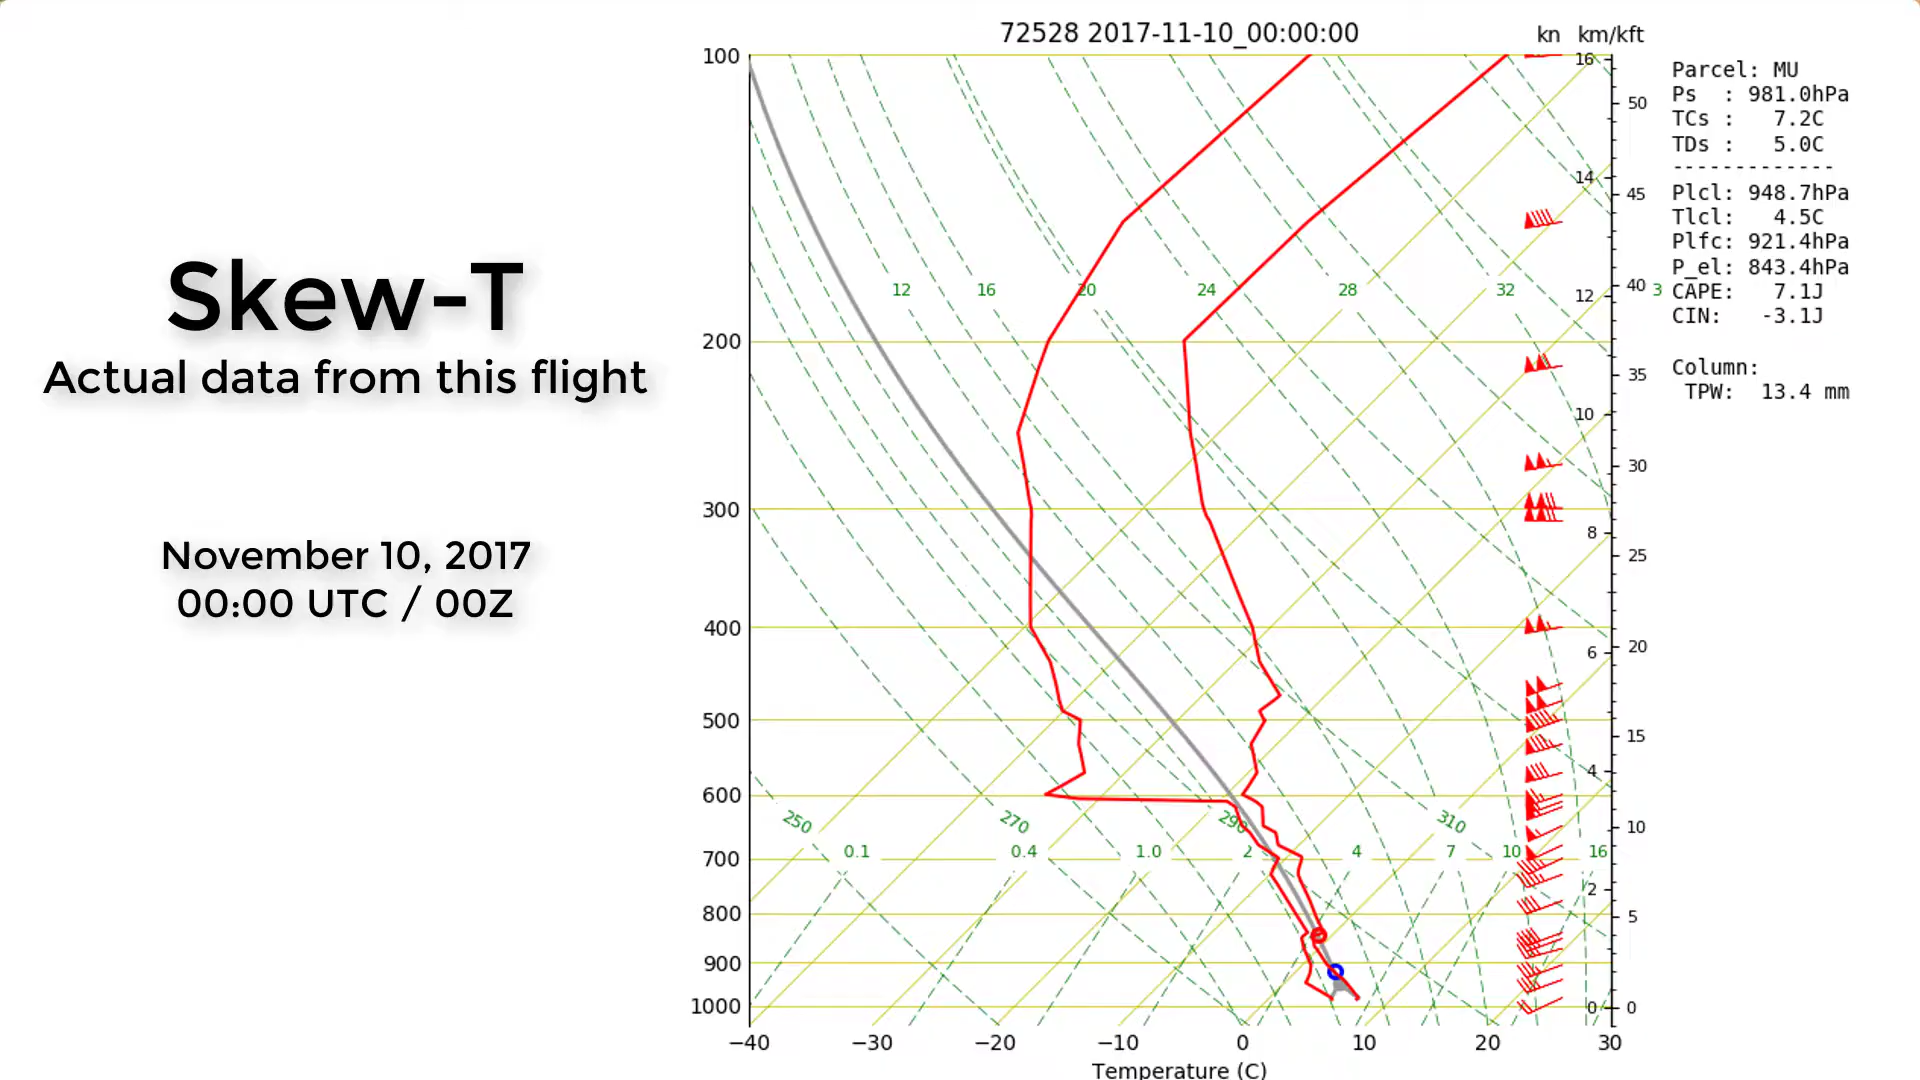 Skew-T
Actual data from this flight
November 10, 2017
00:00 UTC / 00Z
72528 2017-11-10_00:00:00
kn km/kft
100
200
300
400
500
600
700
800
900
1000
12 16 20 24 28 32 3
250 270 290 310
0.1 0.4 1.0 2 4 7 10 16
−40 −30 −20 −10 0 10 20 30
Temperature (C)
16
14
12
10
8
6
4
2
0
50
45
40
35
30
25
20
15
10
5
0
Parcel: MU
Ps : 981.0hPa
TCs : 7.2C
TDs : 5.0C
-------------
Plcl: 948.7hPa
Tlcl: 4.5C
Plfc: 921.4hPa
P_el: 843.4hPa
CAPE: 7.1J
CIN: -3.1J
Column:
TPW: 13.4 mm